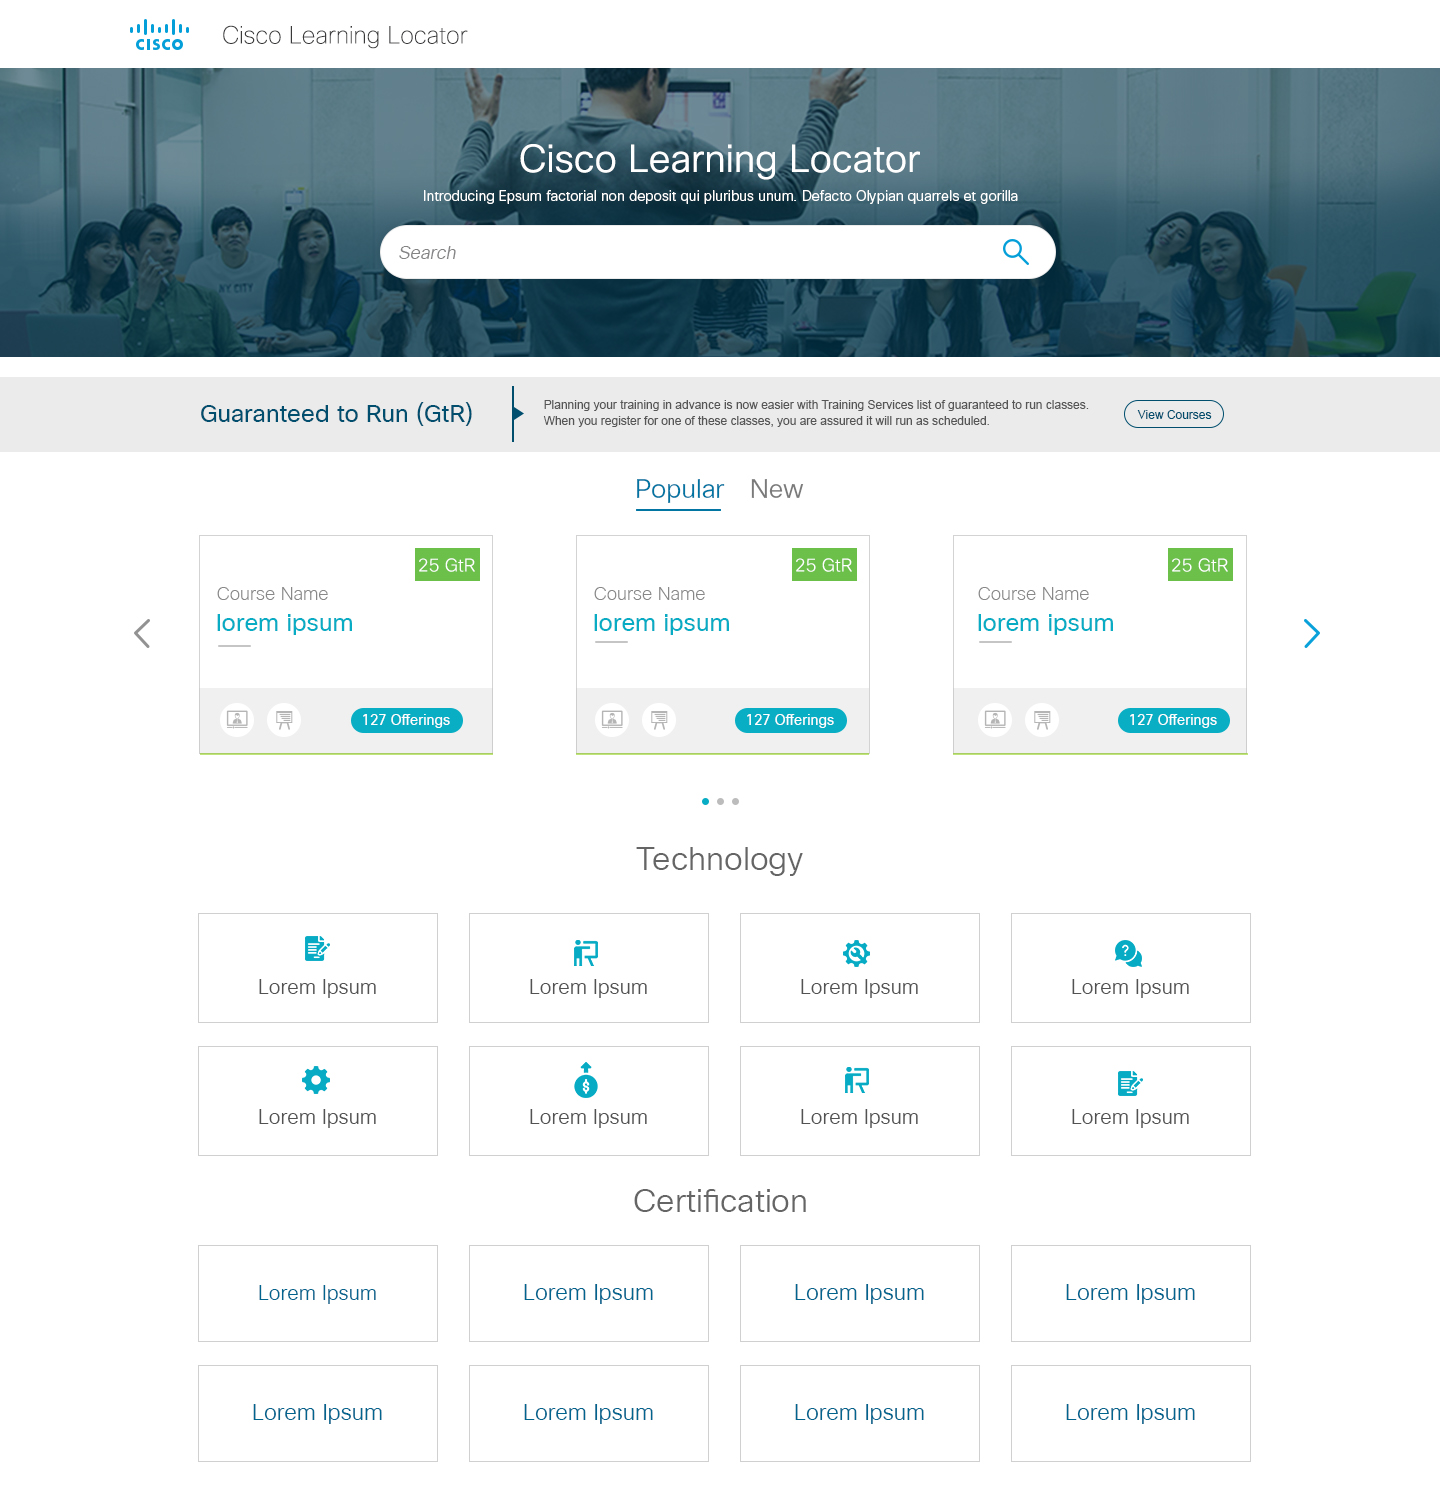 CISCO
Cisco Learning Locator
Cisco Learning Locator
Introducing Epsum factorial non deposit qui pluribus unum. Defacto Olypian quarrels et gorilla
Search
N.Y. CITY
Guaranteed to Run (GtR)
Planning your training in advance is now easier with Training Services list of guaranteed to run classes.
When you register for one of these classes, you are assured it will run as scheduled.
View Courses
Popular New
25 GtR
Course Name
lorem ipsum
127 Offerings
25 GtR
Course Name
lorem ipsum
127 Offerings
25 GtR
Course Name
lorem ipsum
127 Offerings
Technology
Lorem Ipsum
Lorem Ipsum
Lorem Ipsum
?
Lorem Ipsum
Lorem Ipsum
$
Lorem Ipsum
Lorem Ipsum
Lorem Ipsum
Certification
Lorem Ipsum
Lorem Ipsum
Lorem Ipsum
Lorem Ipsum
Lorem Ipsum
Lorem Ipsum
Lorem Ipsum
Lorem Ipsum